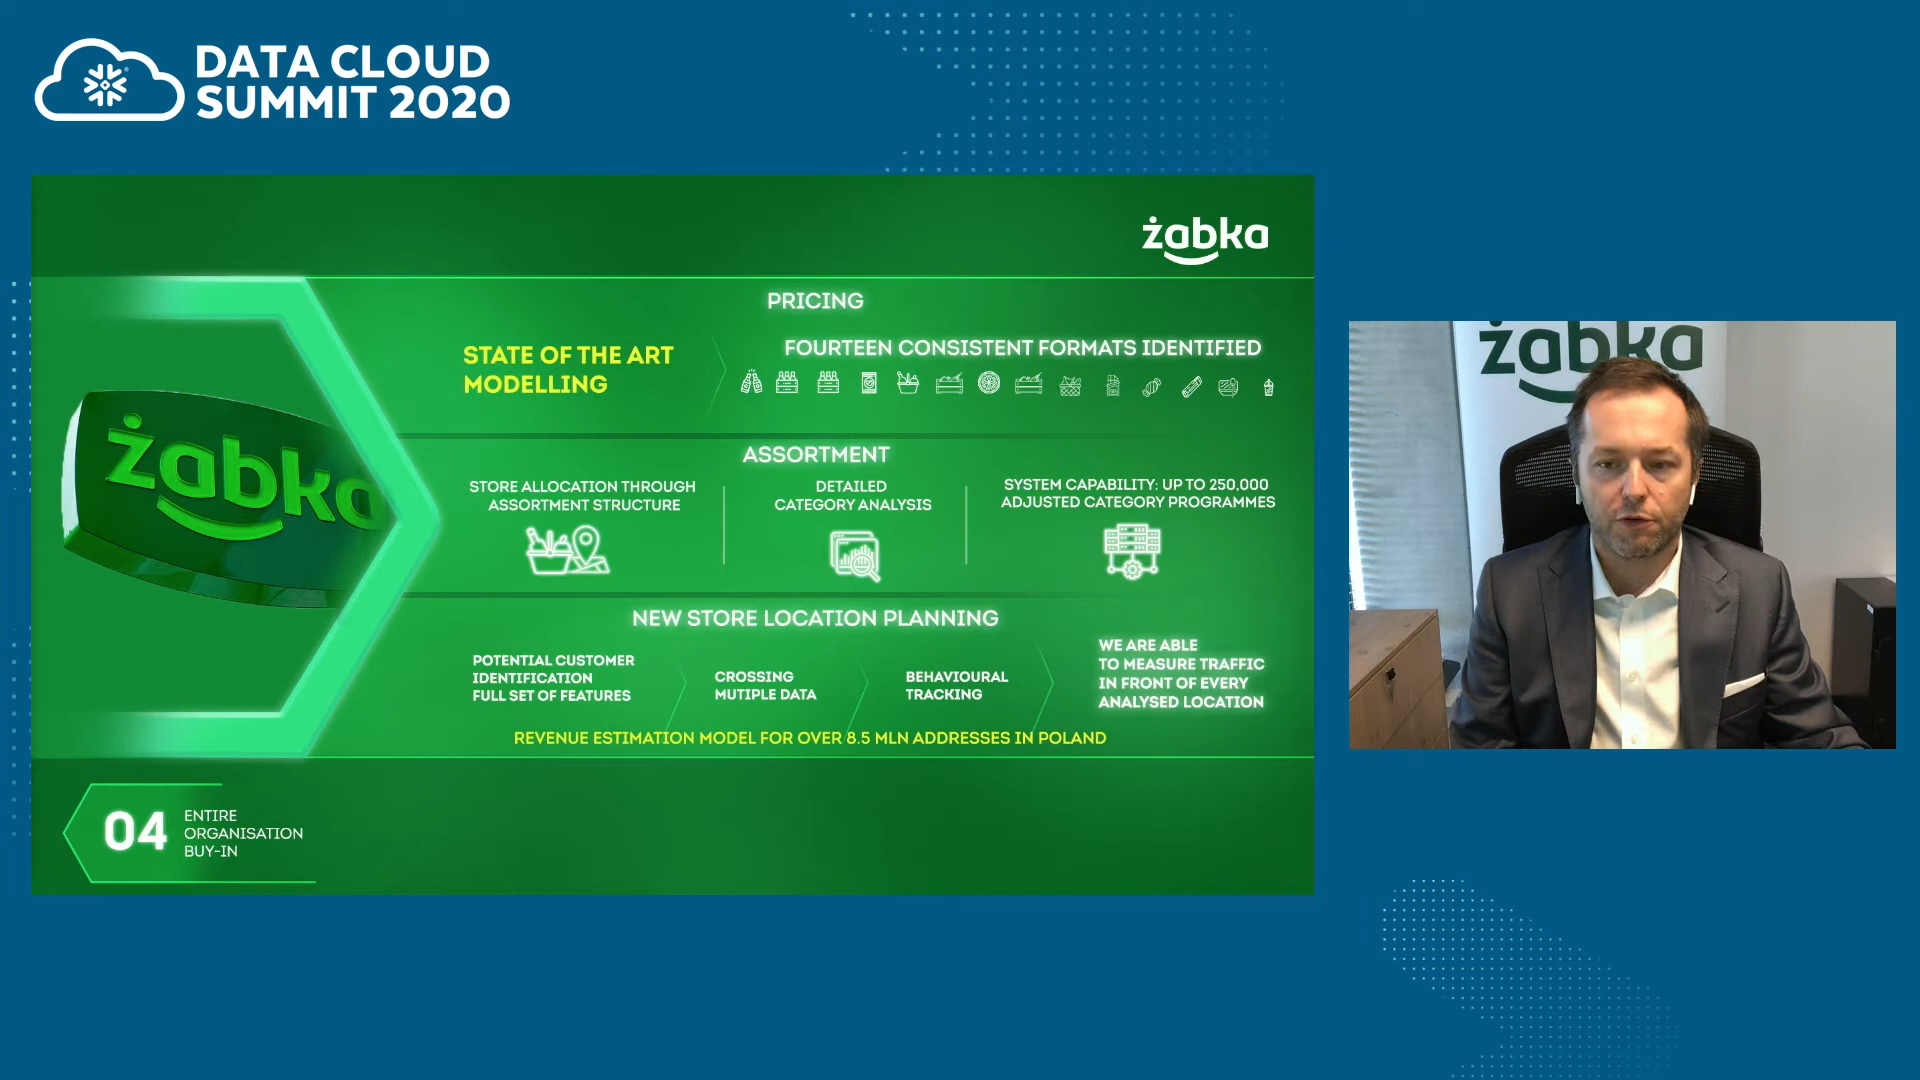 DATA CLOUD
SUMMIT 2020
żabka
PRICING
STATE OF THE ART
MODELLING
FOURTEEN CONSISTENT FORMATS IDENTIFIED
żabka
ASSORTMENT
STORE ALLOCATION THROUGH
ASSORTMENT STRUCTURE
DETAILED
CATEGORY ANALYSIS
SYSTEM CAPABILITY: UP TO 250,000
ADJUSTED CATEGORY PROGRAMMES
NEW STORE LOCATION PLANNING
POTENTIAL CUSTOMER
IDENTIFICATION
FULL SET OF FEATURES
CROSSING
MUTIPLE DATA
BEHAVIOURAL
TRACKING
WE ARE ABLE
TO MEASURE TRAFFIC
IN FRONT OF EVERY
ANALYSED LOCATION
REVENUE ESTIMATION MODEL FOR OVER 8.5 MLN ADDRESSES IN POLAND
04
ENTIRE
ORGANISATION
BUY-IN
żabka